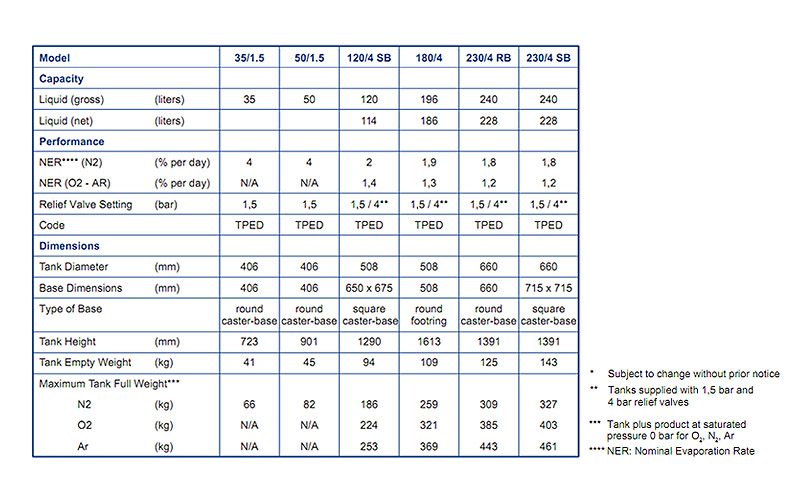 Model 35/1.5 50/1.5 120/4 SB 180/4 230/4 RB 230/4 SB
Capacity
Liquid (gross) (liters) 35 50 120 196 240 240
Liquid (net) (liters) 114 186 228 228
Performance
NER**** (N2) (% per day) 4 4 2 1,9 1,8 1,8
NER (O2 - AR) (% per day) N/A N/A 1,4 1,3 1,2 1,2
Relief Valve Setting (bar) 1,5 1,5 1,5 / 4** 1,5 / 4** 1,5 / 4** 1,5 / 4**
Code TPED TPED TPED TPED TPED TPED
Dimensions
Tank Diameter (mm) 406 406 508 508 660 660
Base Dimensions (mm) 406 406 650 x 675 508 660 715 x 715
Type of Base round round square round round square
caster-base caster-base caster-base footring caster-base caster-base
Tank Height (mm) 723 901 1290 1613 1391 1391
Tank Empty Weight (kg) 41 45 94 109 125 143
Maximum Tank Full Weight***
N2 (kg) 66 82 186 259 309 327
O2 (kg) N/A N/A 224 321 385 403
Ar (kg) N/A N/A 253 369 443 461
* Subject to change without prior notice
** Tanks supplied with 1,5 bar and
4 bar relief valves
*** Tank plus product at saturated
pressure 0 bar for O₂, N₂, Ar
**** NER: Nominal Evaporation Rate